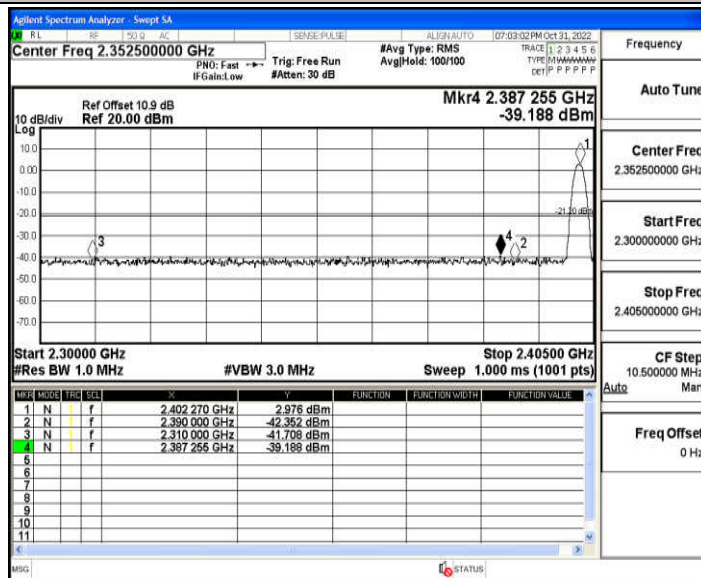 Agilent Spectrum Analyzer - Swept SA
RL RF 50 Ω AC SENSE:PULSE ALIGN AUTO 07:03:02 PM Oct 31, 2022
Center Freq 2.352500000 GHz
PNO: Fast
IFGain:Low
Trig: Free Run
#Atten: 30 dB
#Avg Type: RMS
Avg|Hold: 100/100
TRACE 1 2 3 4 5 6
TYPE MWWWWW
DET P P P P P P
Frequency
Mkr4 2.387 255 GHz
-39.188 dBm
Ref Offset 10.9 dB
Ref 20.00 dBm
10 dB/div
Log
10.0
0.00
-10.0
-20.0
-30.0
-40.0
-50.0
-60.0
-70.0
1
-21.20 dBm
3
4
2
Start 2.30000 GHz
Stop 2.40500 GHz
#Res BW 1.0 MHz
#VBW 3.0 MHz
Sweep 1.000 ms (1001 pts)
MKR MODE TRC SCL X Y FUNCTION FUNCTION WIDTH FUNCTION VALUE
1 N 1 f 2.402 270 GHz 2.976 dBm
2 N 1 f 2.390 000 GHz -42.352 dBm
3 N 1 f 2.310 000 GHz -41.708 dBm
4 N 1 f 2.387 255 GHz -39.188 dBm
5
6
7
8
9
10
11
MSG
STATUS
Auto Tune
Center Freq
2.352500000 GHz
Start Freq
2.300000000 GHz
Stop Freq
2.405000000 GHz
CF Step
10.500000 MHz
Auto Man
Freq Offset
0 Hz